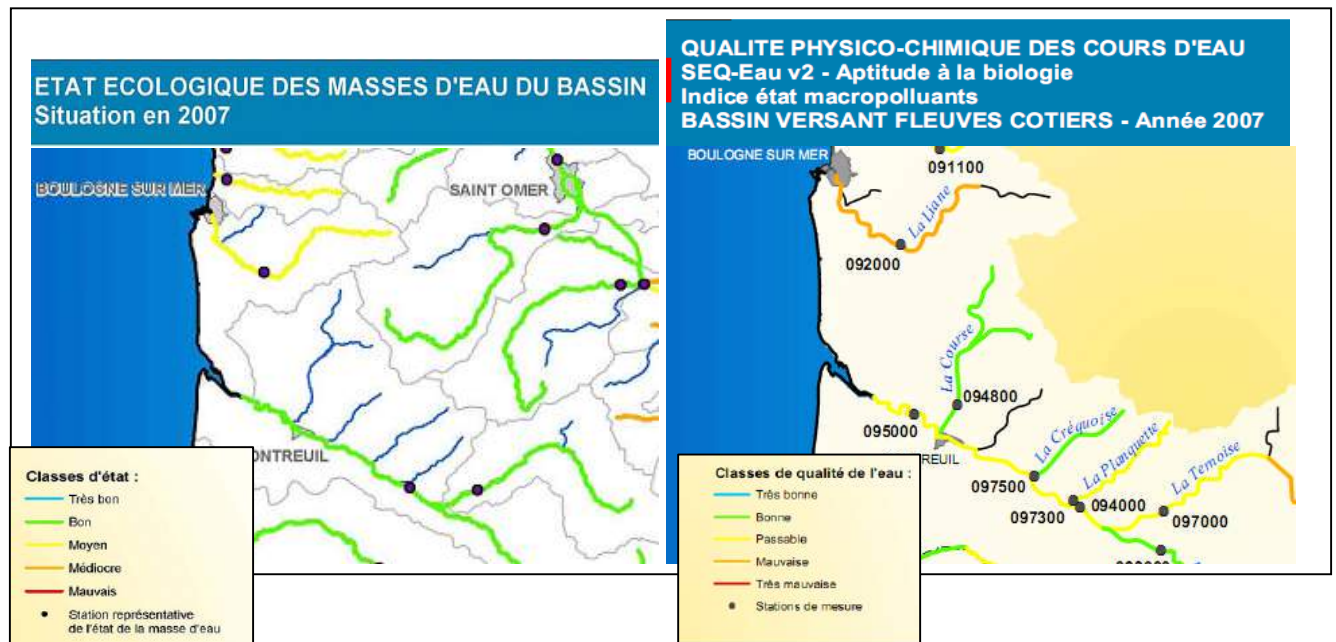 ETAT ECOLOGIQUE DES MASSES D'EAU DU BASSIN
Situation en 2007
BOULOGNE SUR MER
SAINT OMER
ONTREUIL
Classes d'état :
Très bon
Bon
Moyen
Médiocre
Mauvais
Station représentative
de l'état de la masse d'eau
QUALITE PHYSICO-CHIMIQUE DES COURS D'EAU
SEQ-Eau v2 - Aptitude à la biologie
Indice état macropolluants
BASSIN VERSANT FLEUVES COTIERS - Année 2007
BOULOGNE SUR MER
091100
La Liane
092000
La Course
094800
095000
REUIL
La Créquoise
La Planquette
La Ternoise
097500
094000
097300
097000
Classes de qualité de l'eau :
Très bonne
Bonne
Passable
Mauvaise
Très mauvaise
Stations de mesure